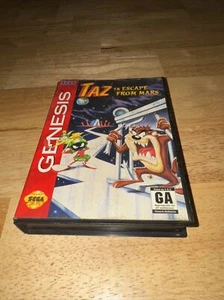 TAZ IN ESCAPE
FROM MARS
GENESIS
SEGA
GA